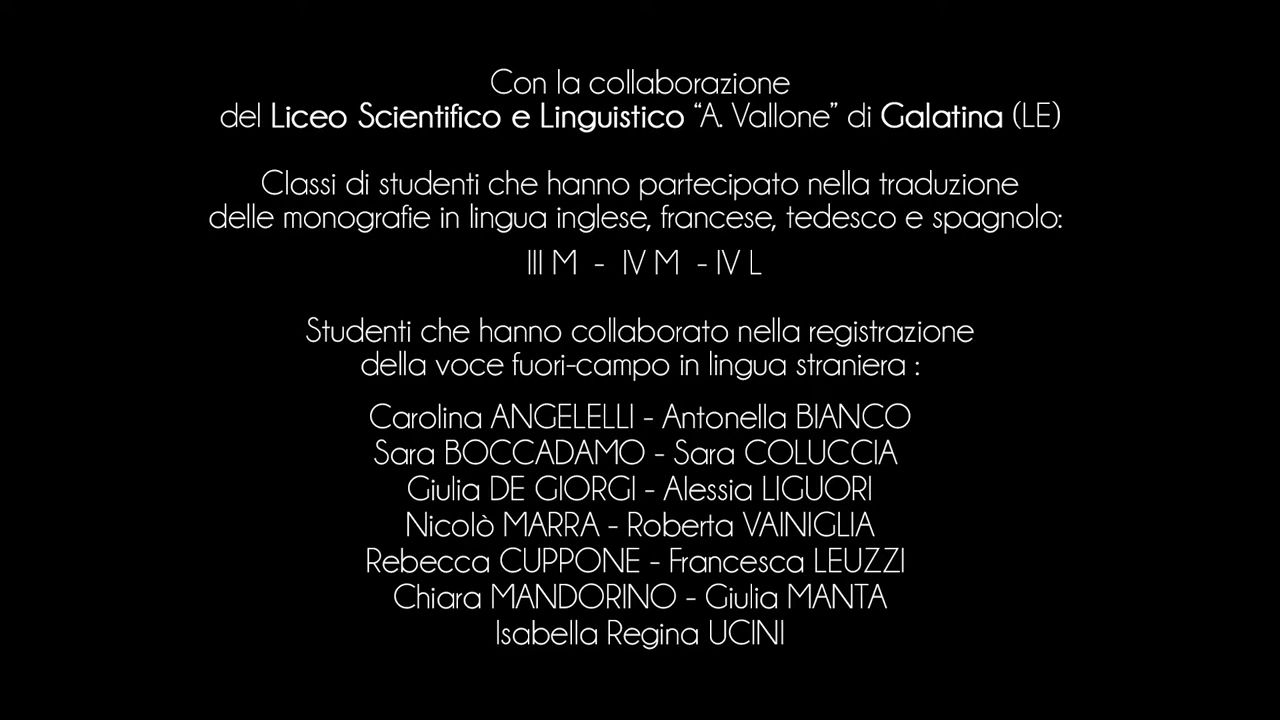 Con la collaborazione
del Liceo Scientifico e Linguistico “A. Vallone” di Galatina (LE)
Classi di studenti che hanno partecipato nella traduzione
delle monografie in lingua inglese, francese, tedesco e spagnolo:
III M - IV M - IV L
Studenti che hanno collaborato nella registrazione
della voce fuori-campo in lingua straniera :
Carolina ANGELELLI - Antonella BIANCO
Sara BOCCADAMO - Sara COLUCCIA
Giulia DE GIORGI - Alessia LIGUORI
Nicolò MARRA - Roberta VAINIGLIA
Rebecca CUPPONE - Francesca LEUZZI
Chiara MANDORINO - Giulia MANTA
Isabella Regina UCINI